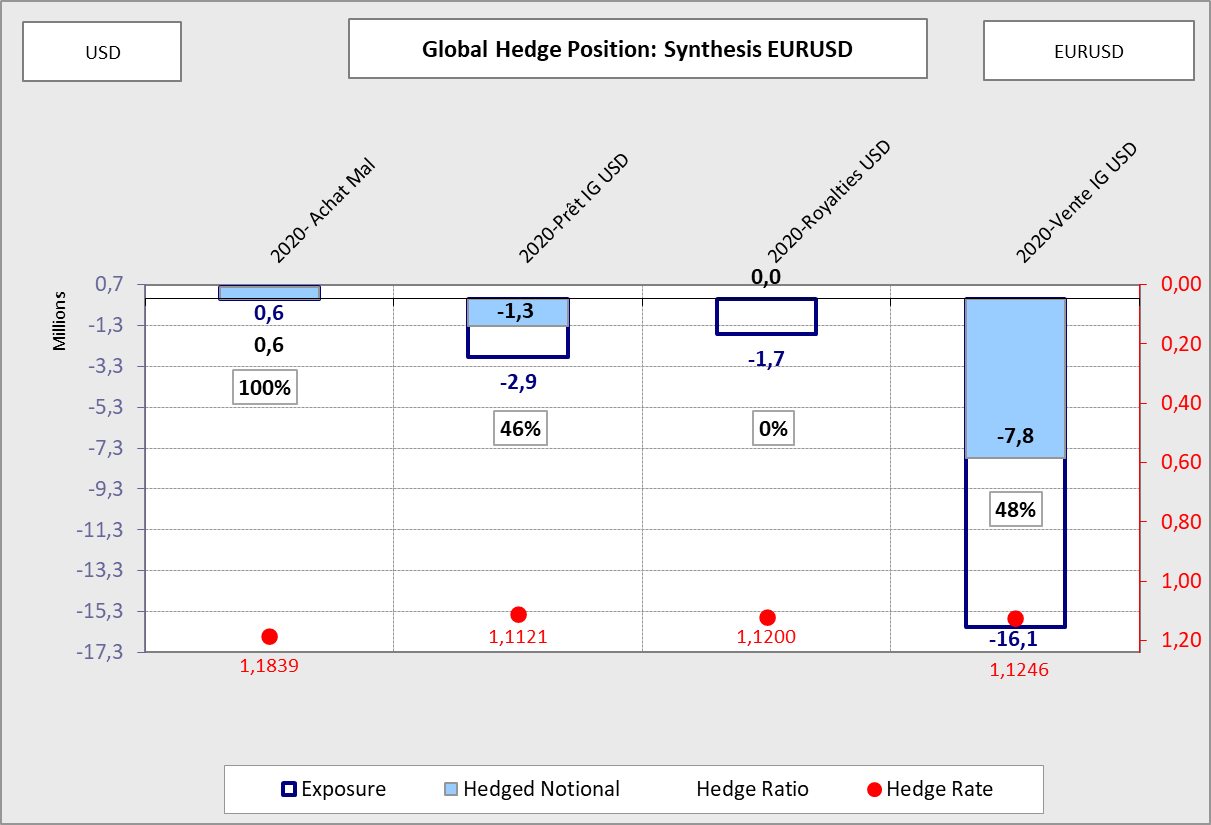 USD
Global Hedge Position: Synthesis EURUSD
EURUSD
2020- Achat Mal
2020-Prêt IG USD
2020-Royalties USD
2020-Vente IG USD
Millions
0,7
-1,3
-3,3
-5,3
-7,3
-9,3
-11,3
-13,3
-15,3
-17,3
0,6
0,6
100%
1,1839
-1,3
-2,9
46%
1,1121
0,0
-1,7
0%
1,1200
-7,8
48%
-16,1
1,1246
0,00
0,20
0,40
0,60
0,80
1,00
1,20
Exposure
Hedged Notional
Hedge Ratio
Hedge Rate